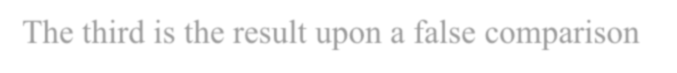 The third is the result upon a false comparison